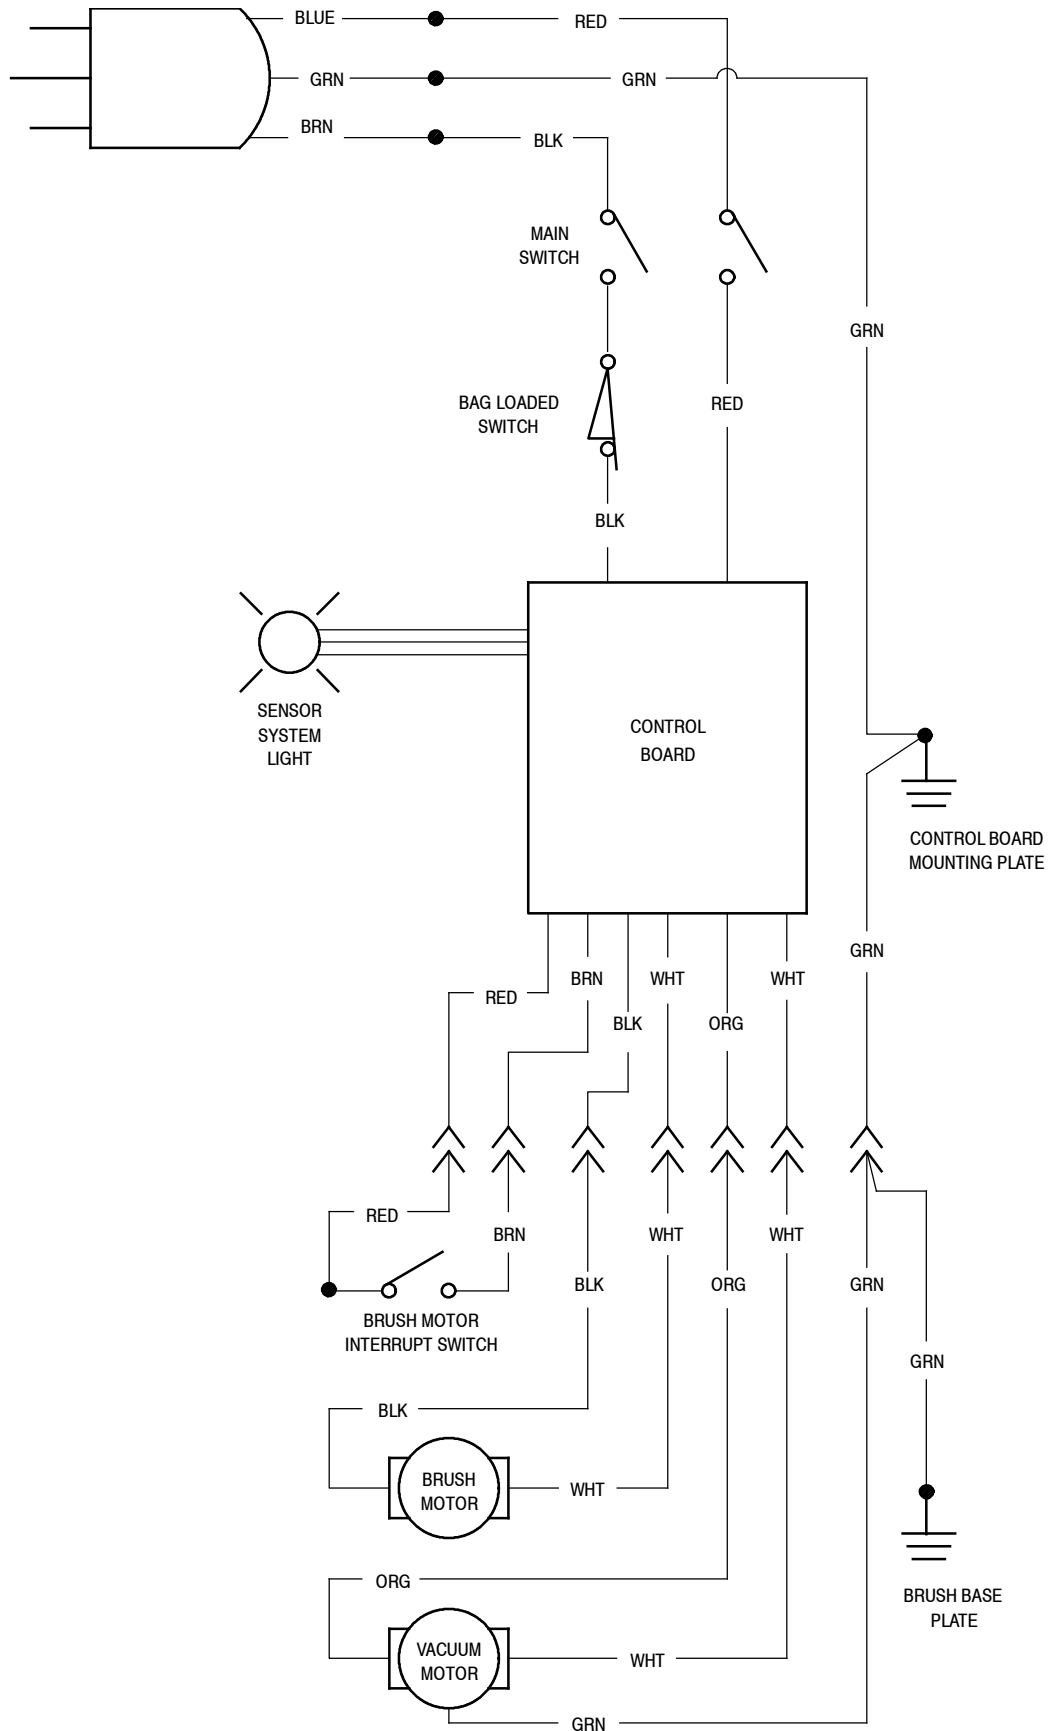 BLUE
RED
GRN
GRN
BRN
BLK
MAIN
SWITCH
GRN
BAG LOADED
SWITCH
RED
BLK
SENSOR
SYSTEM
LIGHT
CONTROL
BOARD
CONTROL BOARD
MOUNTING PLATE
GRN
BRN
WHT
WHT
RED
BLK
ORG
RED
BRN
WHT
WHT
BLK
ORG
GRN
BRUSH MOTOR
INTERRUPT SWITCH
GRN
BLK
BRUSH
MOTOR
WHT
ORG
BRUSH BASE
PLATE
VACUUM
MOTOR
WHT
GRN